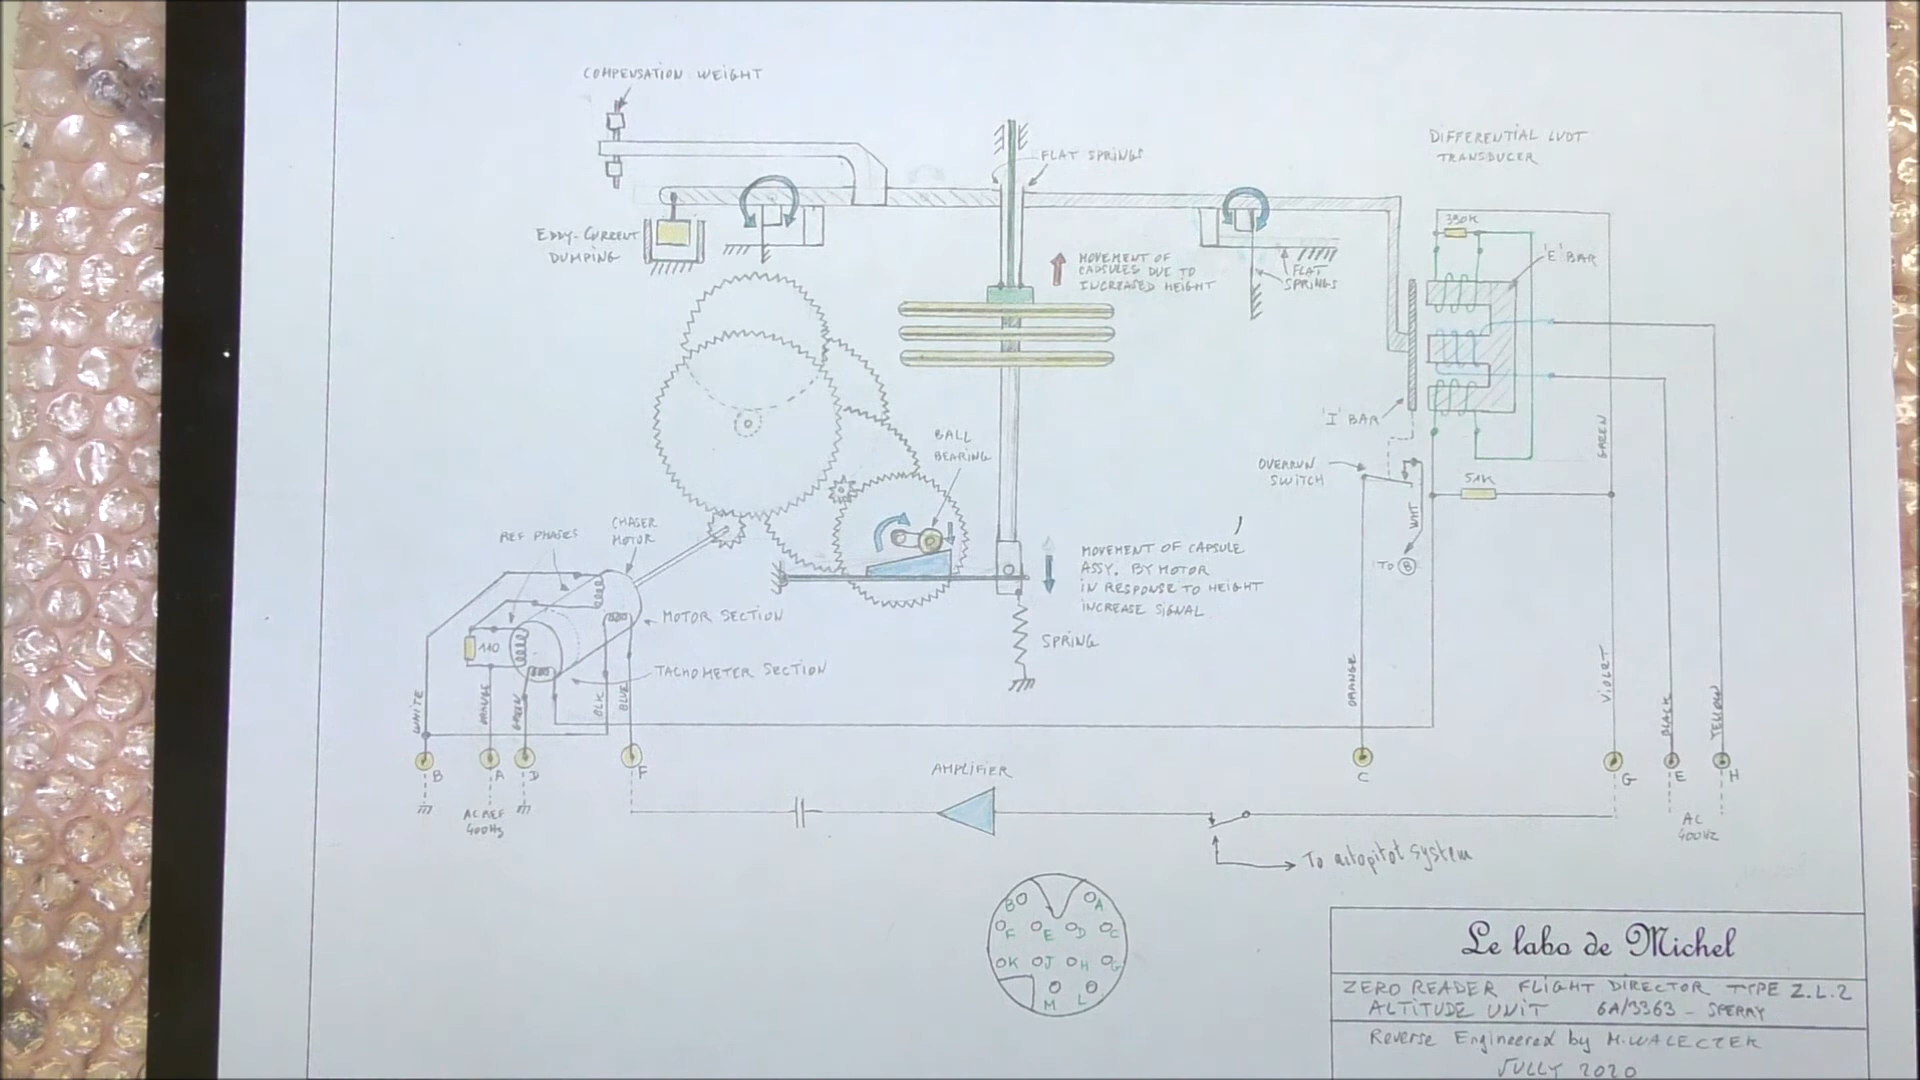 COMPENSATION WEIGHT
EDDY-CURRENT
DUMPING
FLAT SPRINGS
MOVEMENT OF
CAPSULES DUE TO
INCREASED HEIGHT
FLAT
SPRINGS
DIFFERENTIAL LVDT
TRANSDUCER
390K
'E' BAR
'I' BAR
GREEN
OVERRUN
SWITCH
51K
WHT
TO B
BALL
BEARING
REF PHASES
CHASER
MOTOR
MOTOR SECTION
TACHOMETER SECTION
110
MOVEMENT OF CAPSULE
ASSY. BY MOTOR
IN RESPONSE TO HEIGHT
INCREASE SIGNAL
SPRING
WHITE
ORANGE
GREEN
BLK
BLUE
ORANGE
VIOLET
BLACK
YELLOW
B
A
D
F
C
G
E
H
AC REF
400Hz
AMPLIFIER
AC
400Hz
To autopilot system
B A
F E D C
K J H G
M L
Le labo de Michel
ZERO READER FLIGHT DIRECTOR TYPE Z.L.2
ALTITUDE UNIT 6A/3363 - SPERRY
Reverse Engineered by M.WALECZEK
JULLY 2020